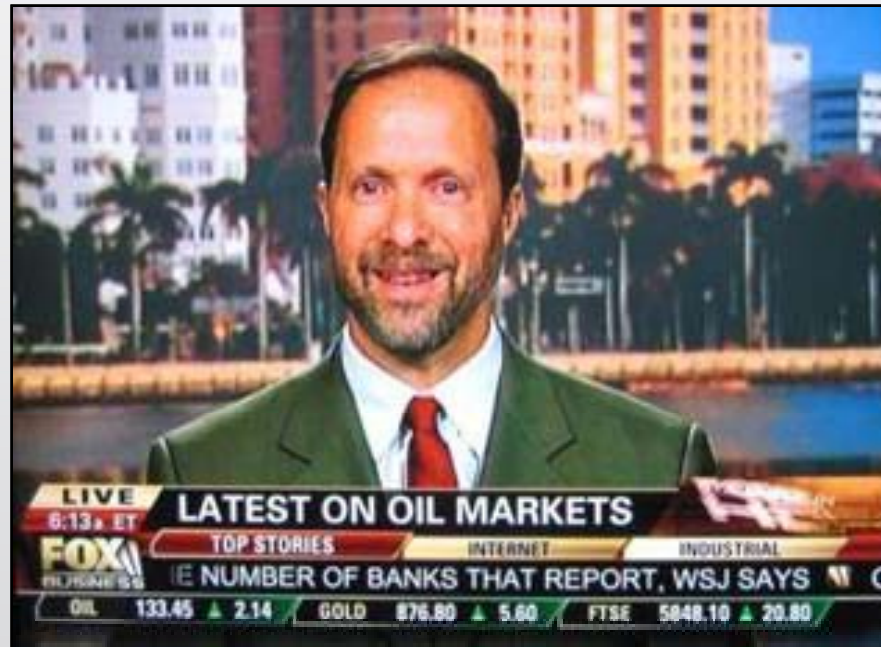 LIVE
6:13a ET
LATEST ON OIL MARKETS
TOP STORIES INTERNET INDUSTRIAL
FOX
BUSINESS
E NUMBER OF BANKS THAT REPORT, WSJ SAYS
OIL 133.45 ▲ 2.14 GOLD 876.80 ▲ 5.60 FTSE 5848.10 ▲ 20.80